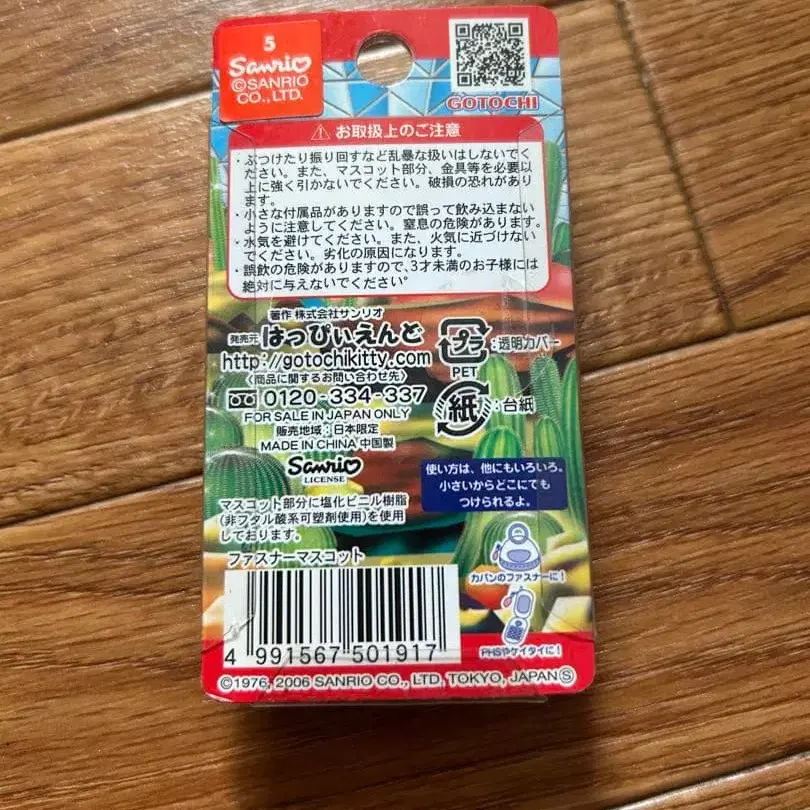 5
Sanrio
©SANRIO
CO., LTD.
GOTOCHI
⚠ お取扱上のご注意
・ぶつけたり振り回すなど乱暴な扱いはしないでく
ださい。また、マスコット部分、金具等を必要以
上に強く引かないでください。破損の恐れがあり
ます。
・小さな付属品がありますので誤って飲み込まない
ように注意してください。窒息の危険があります。
・水気を避けてください。また、火気に近づけない
でください。劣化の原因になります。
・誤飲の危険がありますので、3才未満のお子様には
絶対に与えないでください。
著作 株式会社サンリオ
発売元 はっぴぃえんど
http://gotochikitty.com
〈商品に関するお問い合わせ先〉
0120-334-337
FOR SALE IN JAPAN ONLY
販売地域:日本限定
MADE IN CHINA 中国製
Sanrio
LICENSE
プラ:透明カバー
PET
紙:台紙
マスコット部分に塩化ビニル樹脂
(非フタル酸系可塑剤使用)を使用
しております。
ファスナーマスコット
使い方は、他にもいろいろ。
小さいからどこにでも
つけられるよ。
カバンのファスナーに!
PHSやケイタイに!
4 991567 501917
©1976, 2006 SANRIO CO., LTD. TOKYO, JAPAN Ⓢ